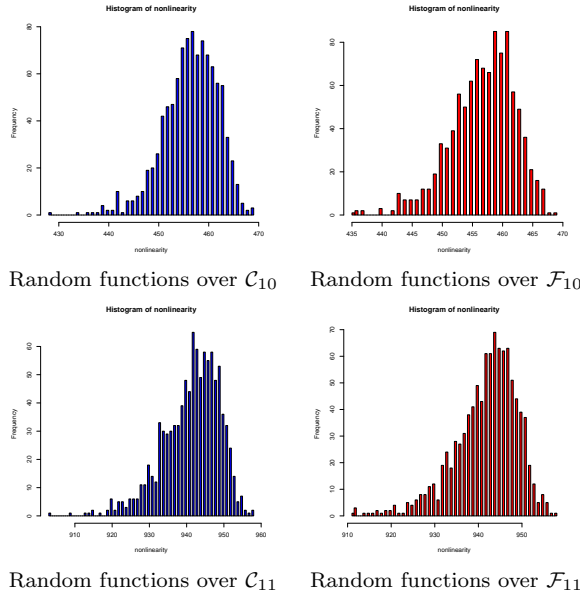 Histogram of nonlinearity
Histogram of nonlinearity
Frequency
0 20 40 60 80
430 440 450 460 470
nonlinearity
Frequency
0 20 40 60 80
435 440 445 450 455 460 465 470
nonlinearity
Random functions over 𝒞₁₀
Random functions over ℱ₁₀
Histogram of nonlinearity
Histogram of nonlinearity
Frequency
0 10 20 30 40 50 60
910 920 930 940 950 960
nonlinearity
Frequency
0 10 20 30 40 50 60 70
910 920 930 940 950
nonlinearity
Random functions over 𝒞₁₁
Random functions over ℱ₁₁